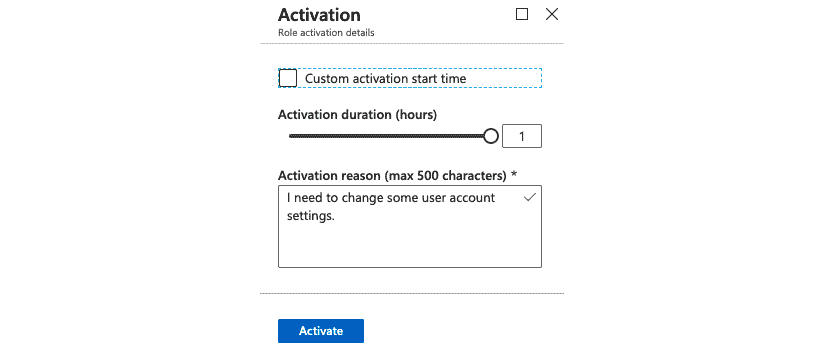 Activation
Role activation details
Custom activation start time
Activation duration (hours)
1
Activation reason (max 500 characters) *
I need to change some user account
settings.
Activate